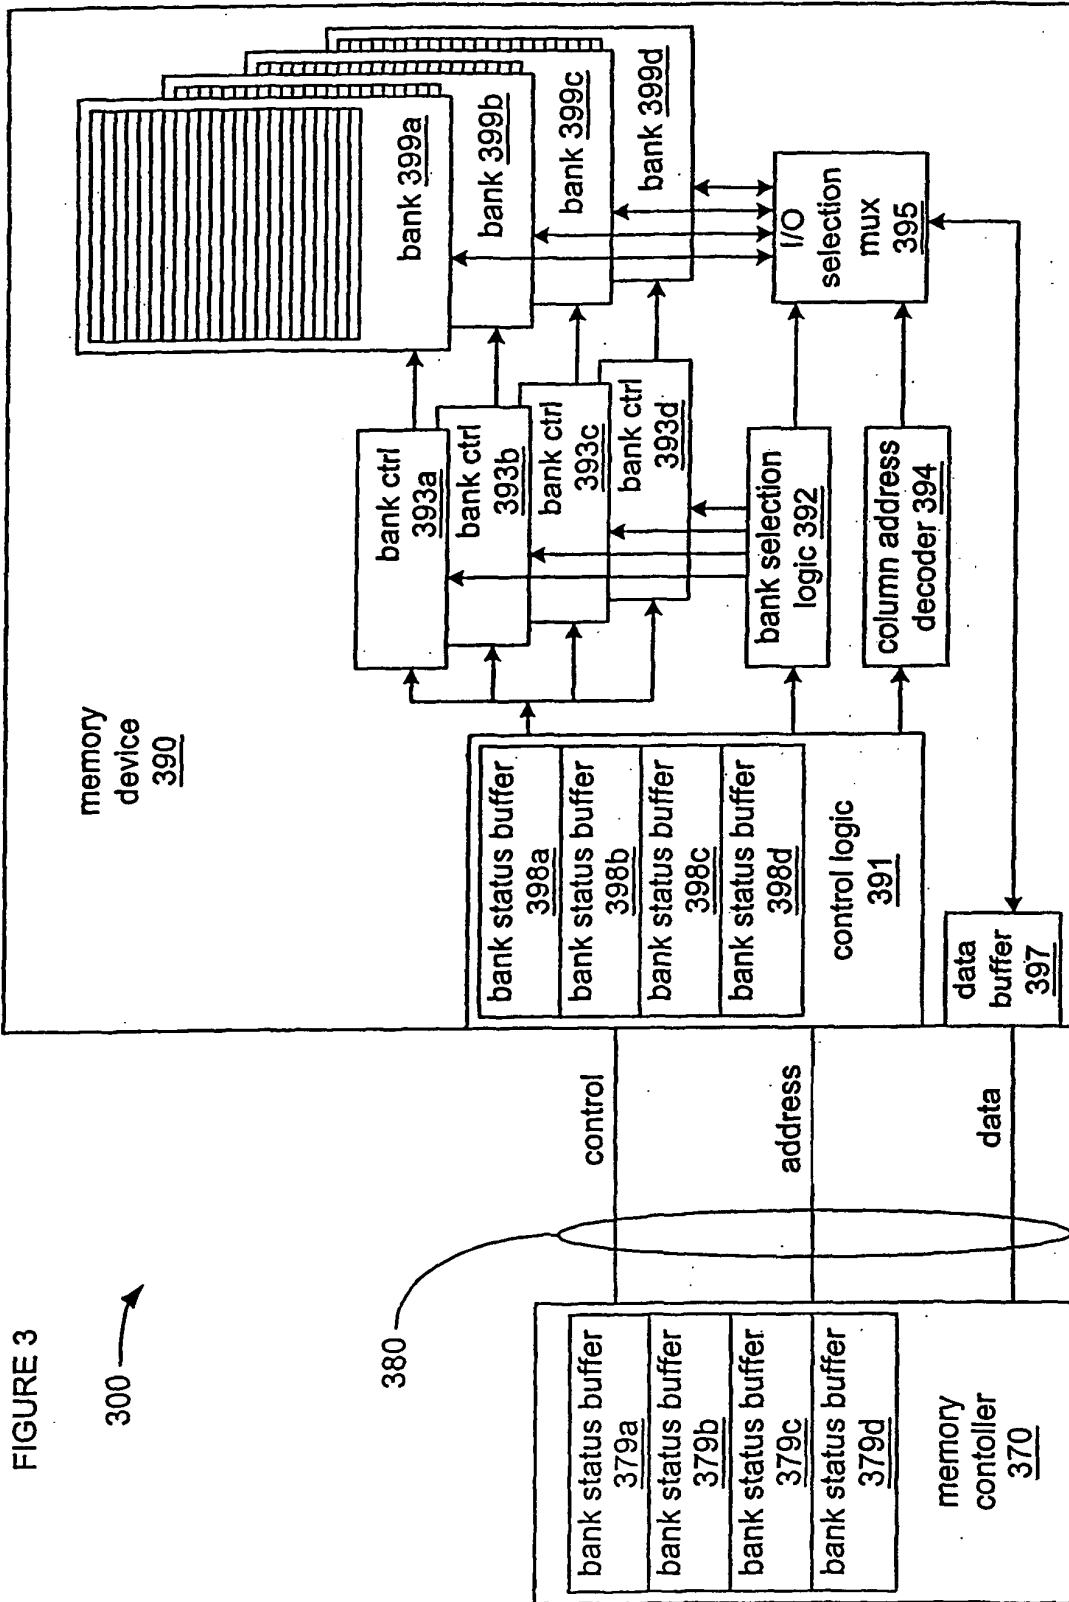 FIGURE 3
300
380
bank status buffer
379a
bank status buffer
379b
bank status buffer
379c
bank status buffer
379d
memory
contoller
370
control
address
data
memory
device
390
bank status buffer
398a
bank status buffer
398b
bank status buffer
398c
bank status buffer
398d
control logic
391
data
buffer
397
bank ctrl
393a
bank ctrl
393b
bank ctrl
393c
bank ctrl
393d
bank selection
logic 392
column address
decoder 394
bank 399a
bank 399b
bank 399c
bank 399d
I/O
selection
mux
395